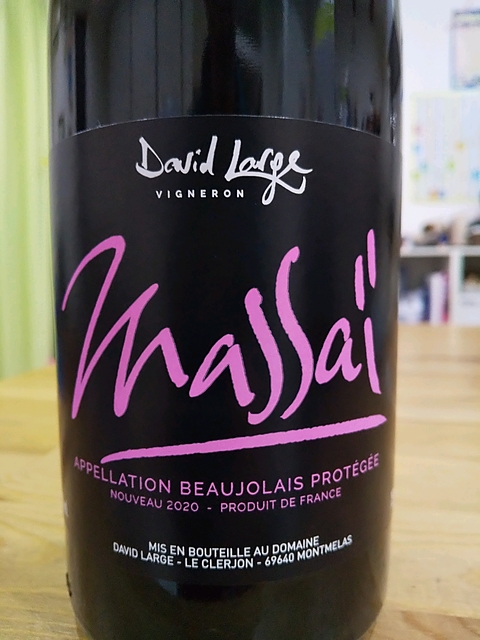 David Large
VIGNERON
Massaï
APPELLATION BEAUJOLAIS PROTÉGÉE
NOUVEAU 2020 - PRODUIT DE FRANCE
MIS EN BOUTEILLE AU DOMAINE
DAVID LARGE - LE CLERJON - 69640 MONTMELAS